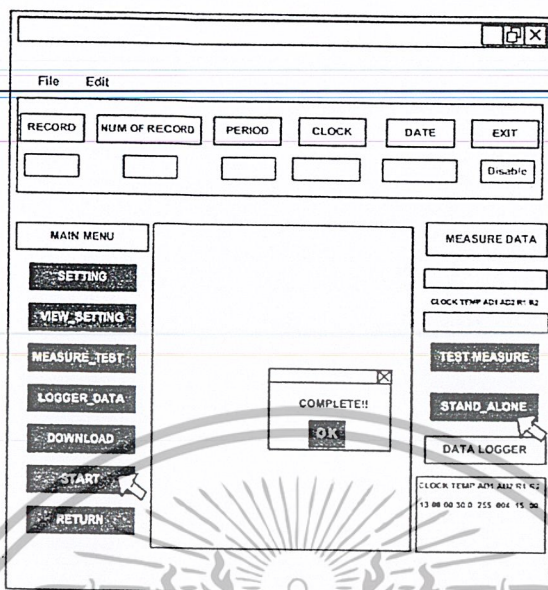 File Edit
RECORD NUM OF RECORD PERIOD CLOCK DATE EXIT
Disable
MAIN MENU
SETTING
VIEW_SETTING
MEASURE_TEST
LOGGER_DATA
DOWNLOAD
START
RETURN
COMPLETE!!
OK
MEASURE DATA
CLOCK TEMP AD1 AD2 R1 R2
TEST MEASURE
STAND_ALONE
DATA LOGGER
CLOCK TEMP AD1 AD2 R1 R2